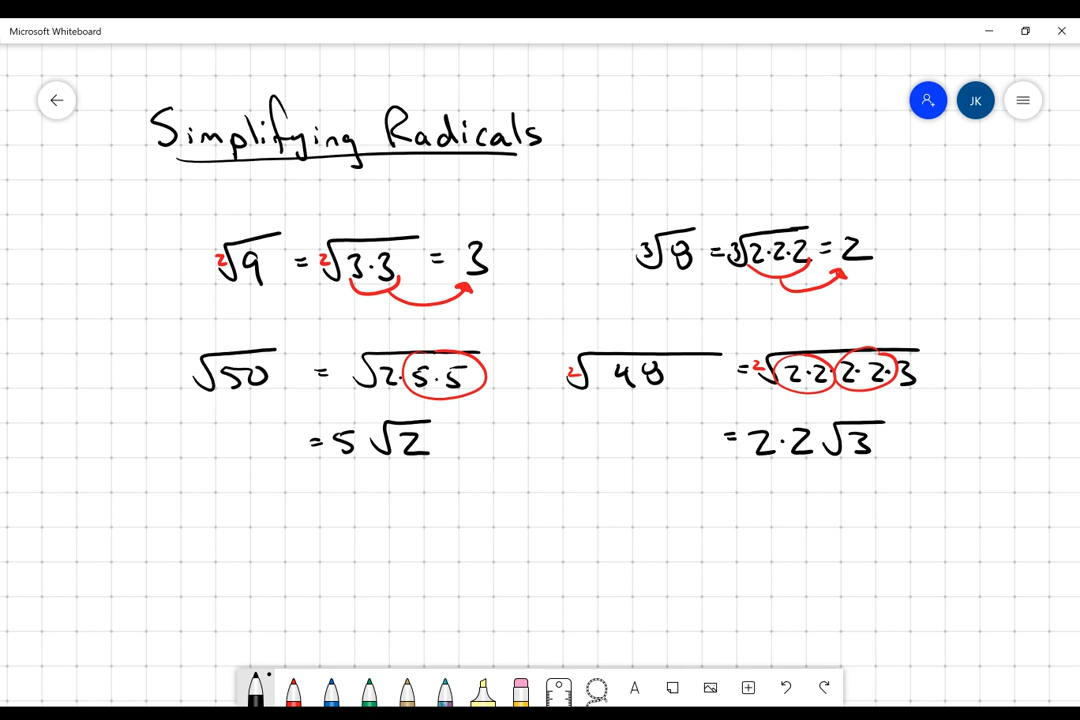 Microsoft Whiteboard
JK
Simplifying Radicals
²√9 = ²√3·3 = 3
³√8 = ³√2·2·2 = 2
√50 = √2·5·5
= 5√2
²√48 = ²√2·2·2·2·3
= 2·2√3
A